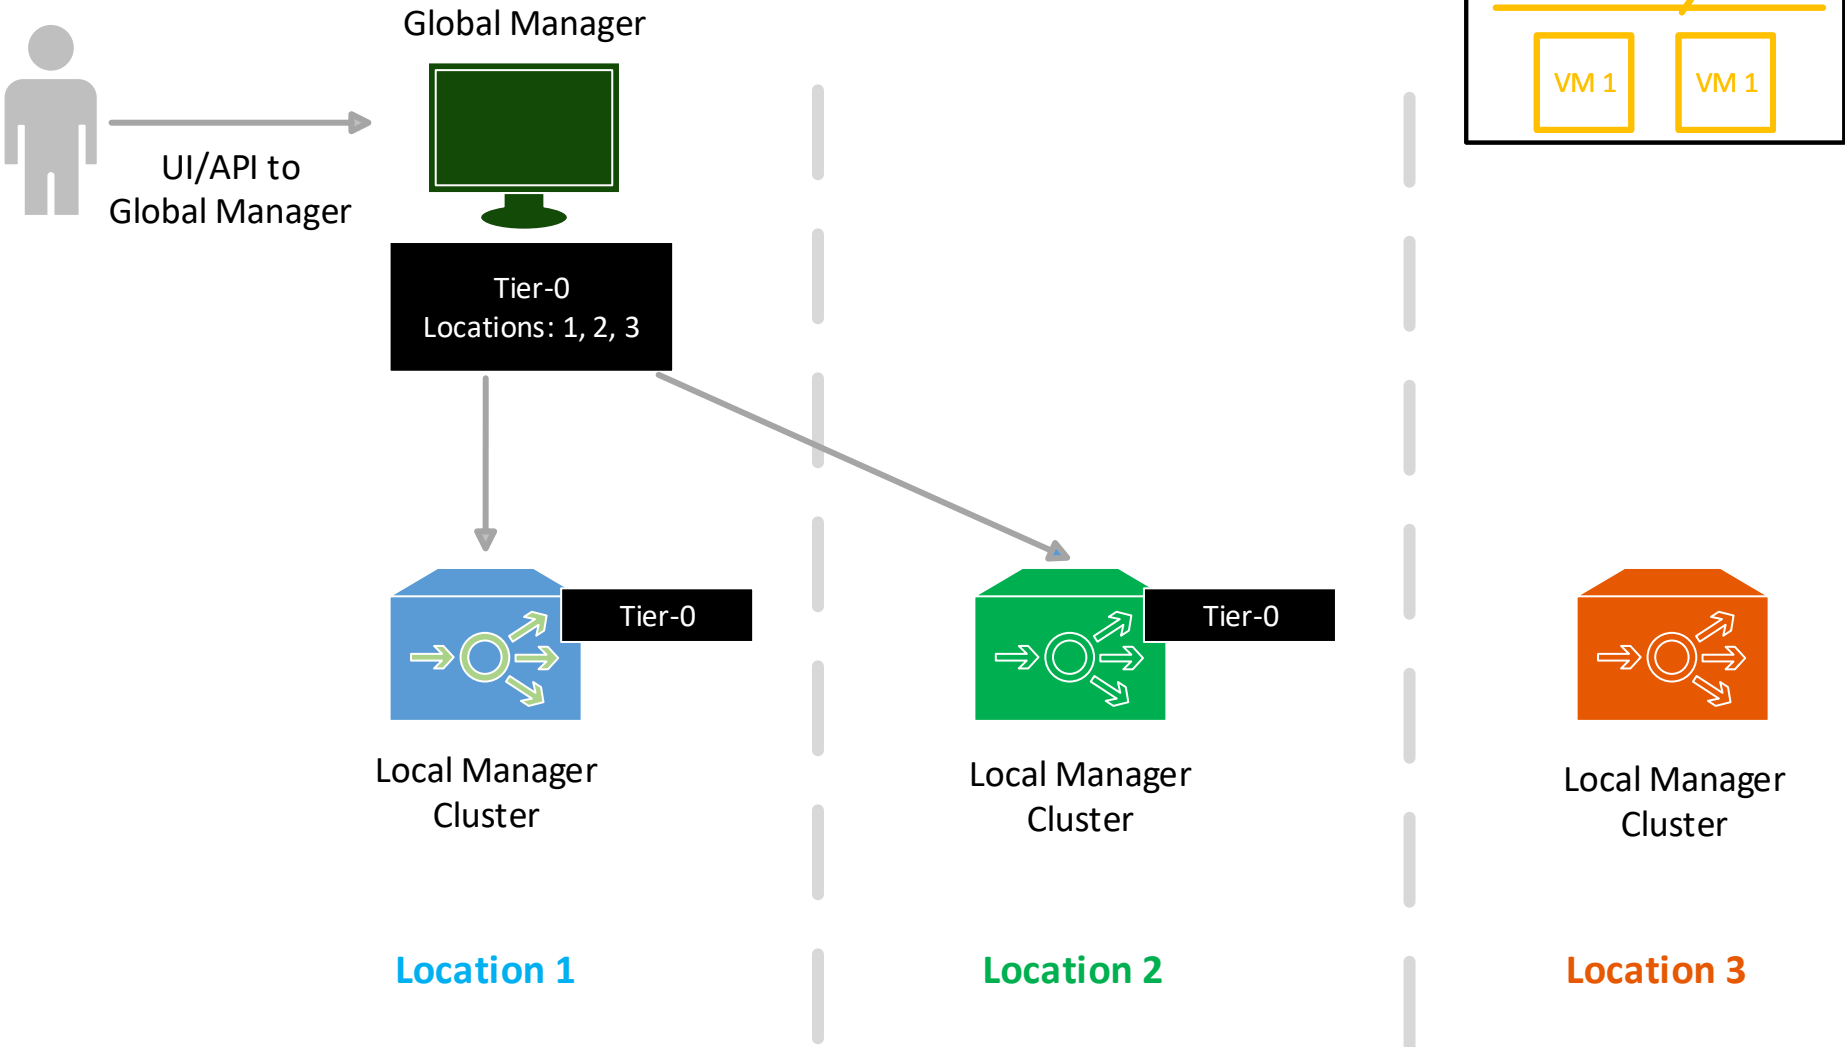 Global Manager
VM 1
VM 1
UI/API to
Global Manager
Tier-0
Locations: 1, 2, 3
Tier-0
Tier-0
Local Manager
Cluster
Local Manager
Cluster
Local Manager
Cluster
Location 1
Location 2
Location 3